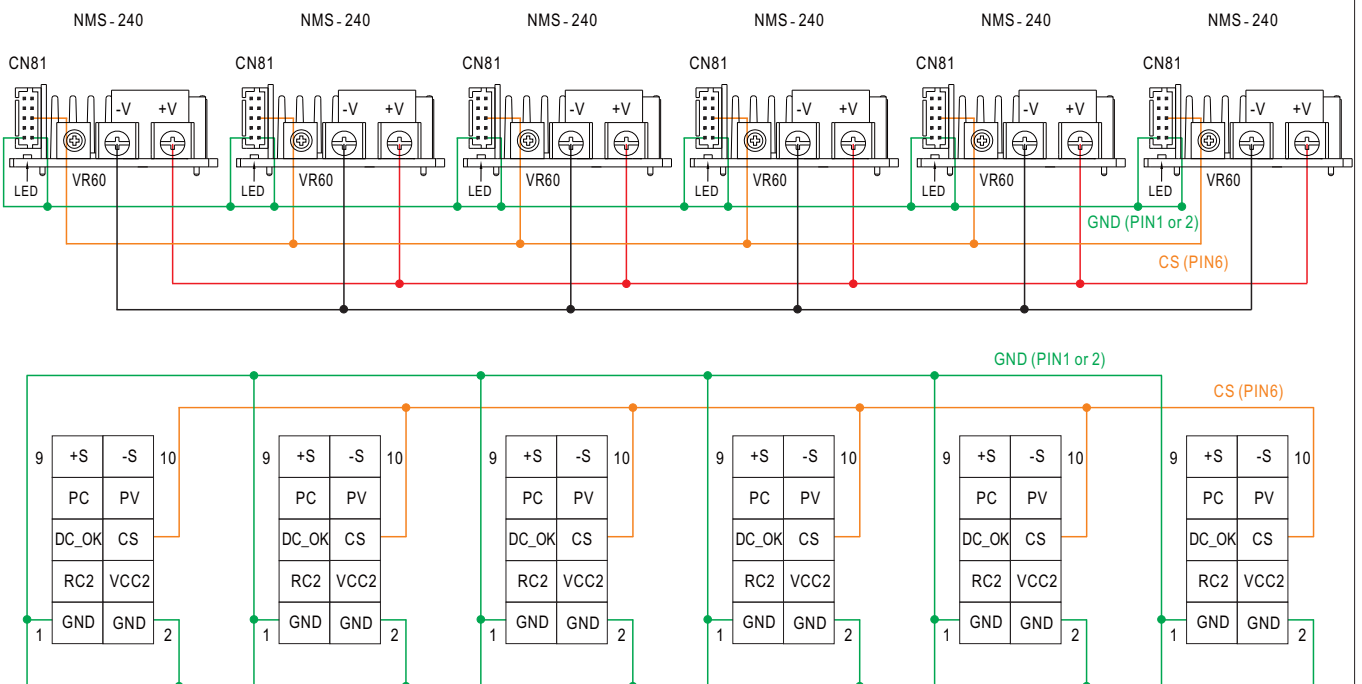 NMS-240 NMS-240 NMS-240 NMS-240 NMS-240 NMS-240
CN81 CN81 CN81 CN81 CN81 CN81
-V +V -V +V -V +V -V +V -V +V -V +V
LED VR60 LED VR60 LED VR60 LED VR60 LED VR60 LED VR60
GND (PIN1 or 2)
CS (PIN6)
GND (PIN1 or 2)
CS (PIN6)
9 +S -S 10 9 +S -S 10 9 +S -S 10 9 +S -S 10 9 +S -S 10 9 +S -S 10
PC PV PC PV PC PV PC PV PC PV PC PV
DC_OK CS DC_OK CS DC_OK CS DC_OK CS DC_OK CS DC_OK CS
RC2 VCC2 RC2 VCC2 RC2 VCC2 RC2 VCC2 RC2 VCC2 RC2 VCC2
1 GND GND 2 1 GND GND 2 1 GND GND 2 1 GND GND 2 1 GND GND 2 1 GND GND 2